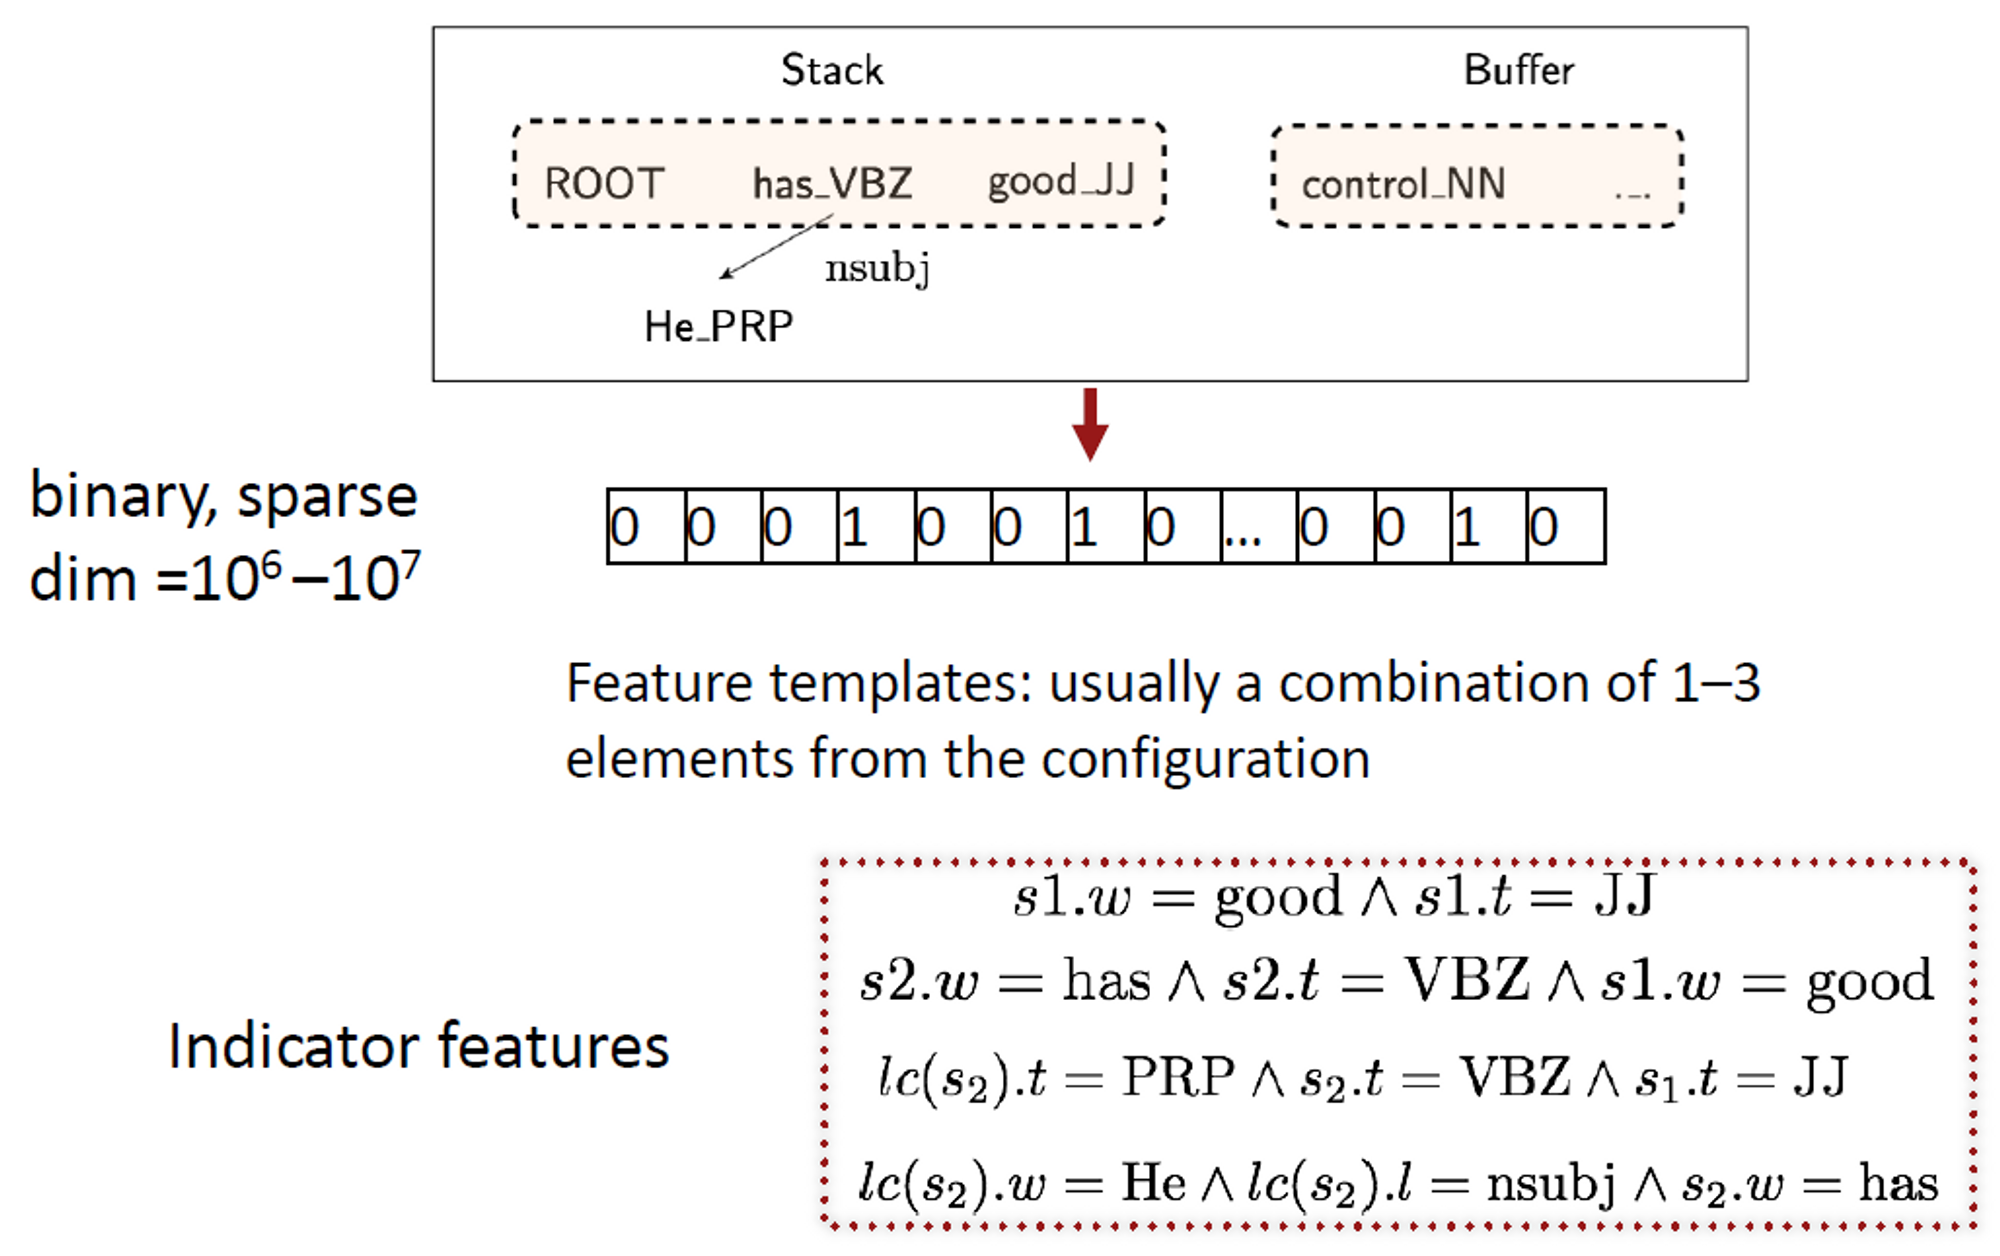 Stack Buffer
ROOT has_VBZ good_JJ control_NN ._.
nsubj
He_PRP
binary, sparse
dim =10⁶ –10⁷
0 0 0 1 0 0 1 0 ... 0 0 1 0
Feature templates: usually a combination of 1–3
elements from the configuration
Indicator features
s1.w = good ∧ s1.t = JJ
s2.w = has ∧ s2.t = VBZ ∧ s1.w = good
lc(s₂).t = PRP ∧ s₂.t = VBZ ∧ s₁.t = JJ
lc(s₂).w = He ∧ lc(s₂).l = nsubj ∧ s₂.w = has